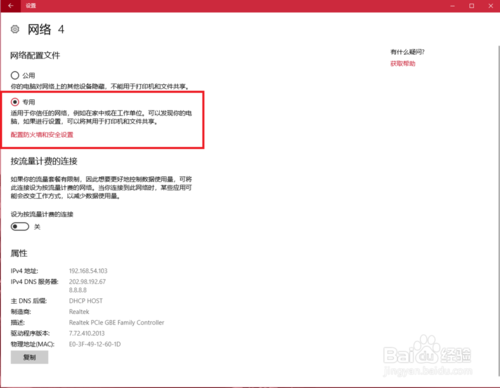 设置
网络 4
网络配置文件
公用
你的电脑对网络上的其他设备隐藏，不能用于打印机和文件共享。
专用
适用于你信任的网络，例如在家中或在工作单位。可以发现你的电
脑，如果进行设置，可以将其用于打印机和文件共享。
配置防火墙和安全设置
按流量计费的连接
如果你的流量套餐有限制，因此想要更好地控制数据使用量，可将
此连接设为按流量计费的网络。当你连接到此网络时，某些应用可
能会改变工作方式，以减少数据使用量。
设为按流量计费的连接
关
属性
IPv4 地址: 192.168.54.103
IPv4 DNS 服务器: 202.98.192.67
8.8.8.8
主 DNS 后缀: DHCP HOST
制造商: Realtek
描述: Realtek PCIe GBE Family Controller
驱动程序版本: 7.72.410.2013
物理地址(MAC): E0-3F-49-12-60-1D
复制
有什么疑问?
获取帮助
Baidu经验
jingyan.baidu.com